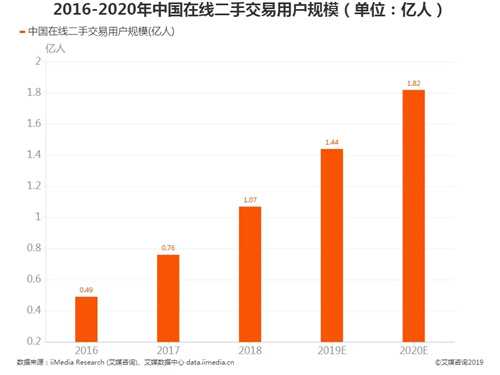 2016-2020年中国在线二手交易用户规模（单位：亿人）
中国在线二手交易用户规模(亿人)
亿人
2
1.8
1.6
1.4
1.2
1
0.8
0.6
0.4
0.2
0.49
0.76
1.07
1.44
1.82
2016
2017
2018
2019E
2020E
数据来源：iiMedia Research (艾媒咨询)、艾媒数据中心 data.iimedia.cn
©艾媒咨询2019